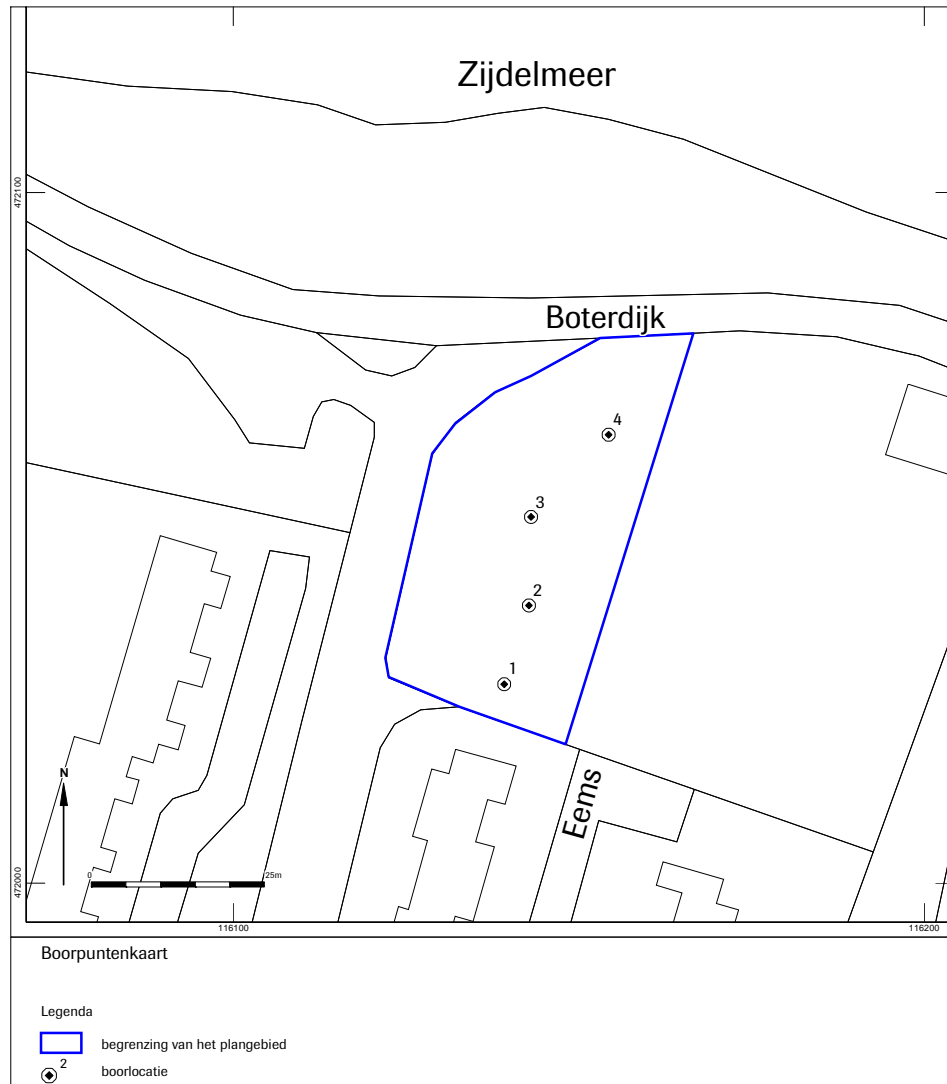 Zijdelmeer
472100
Boterdijk
4
3
2
1
N
Eems
0
25m
472000
116100
116200
Boorpuntenkaart
Legenda
begrenzing van het plangebied
2
boorlocatie